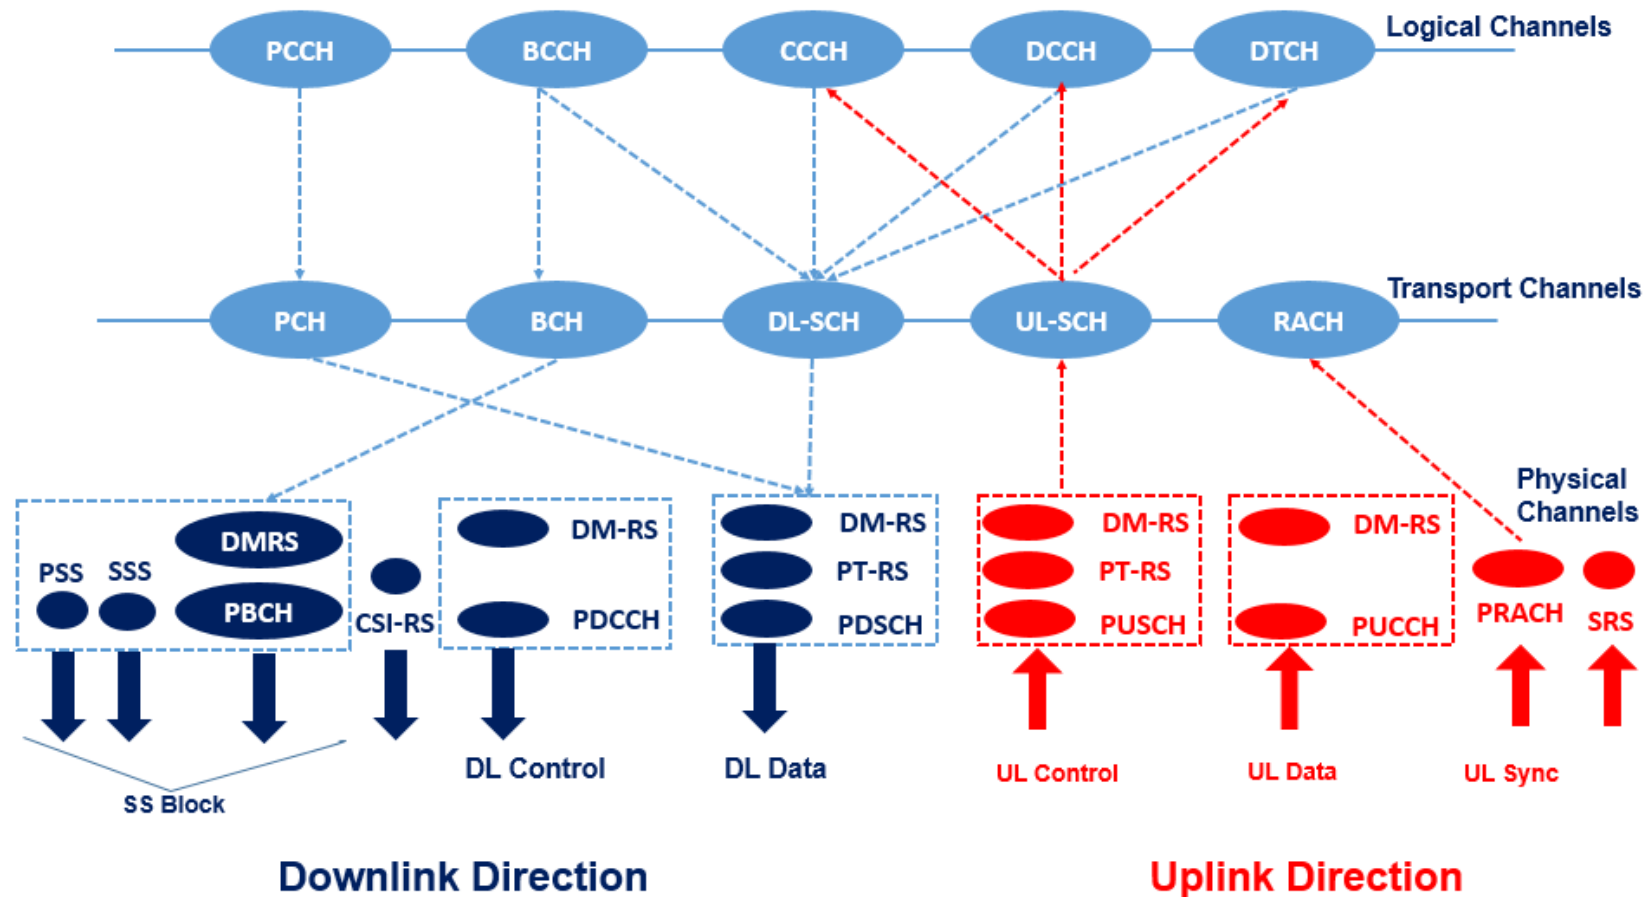 Logical Channels
PCCH
BCCH
CCCH
DCCH
DTCH
Transport Channels
PCH
BCH
DL-SCH
UL-SCH
RACH
Physical
Channels
PSS
SSS
DMRS
PBCH
CSI-RS
DM-RS
PDCCH
DM-RS
PT-RS
PDSCH
DM-RS
PT-RS
PUSCH
DM-RS
PUCCH
PRACH
SRS
SS Block
DL Control
DL Data
UL Control
UL Data
UL Sync
Downlink Direction
Uplink Direction